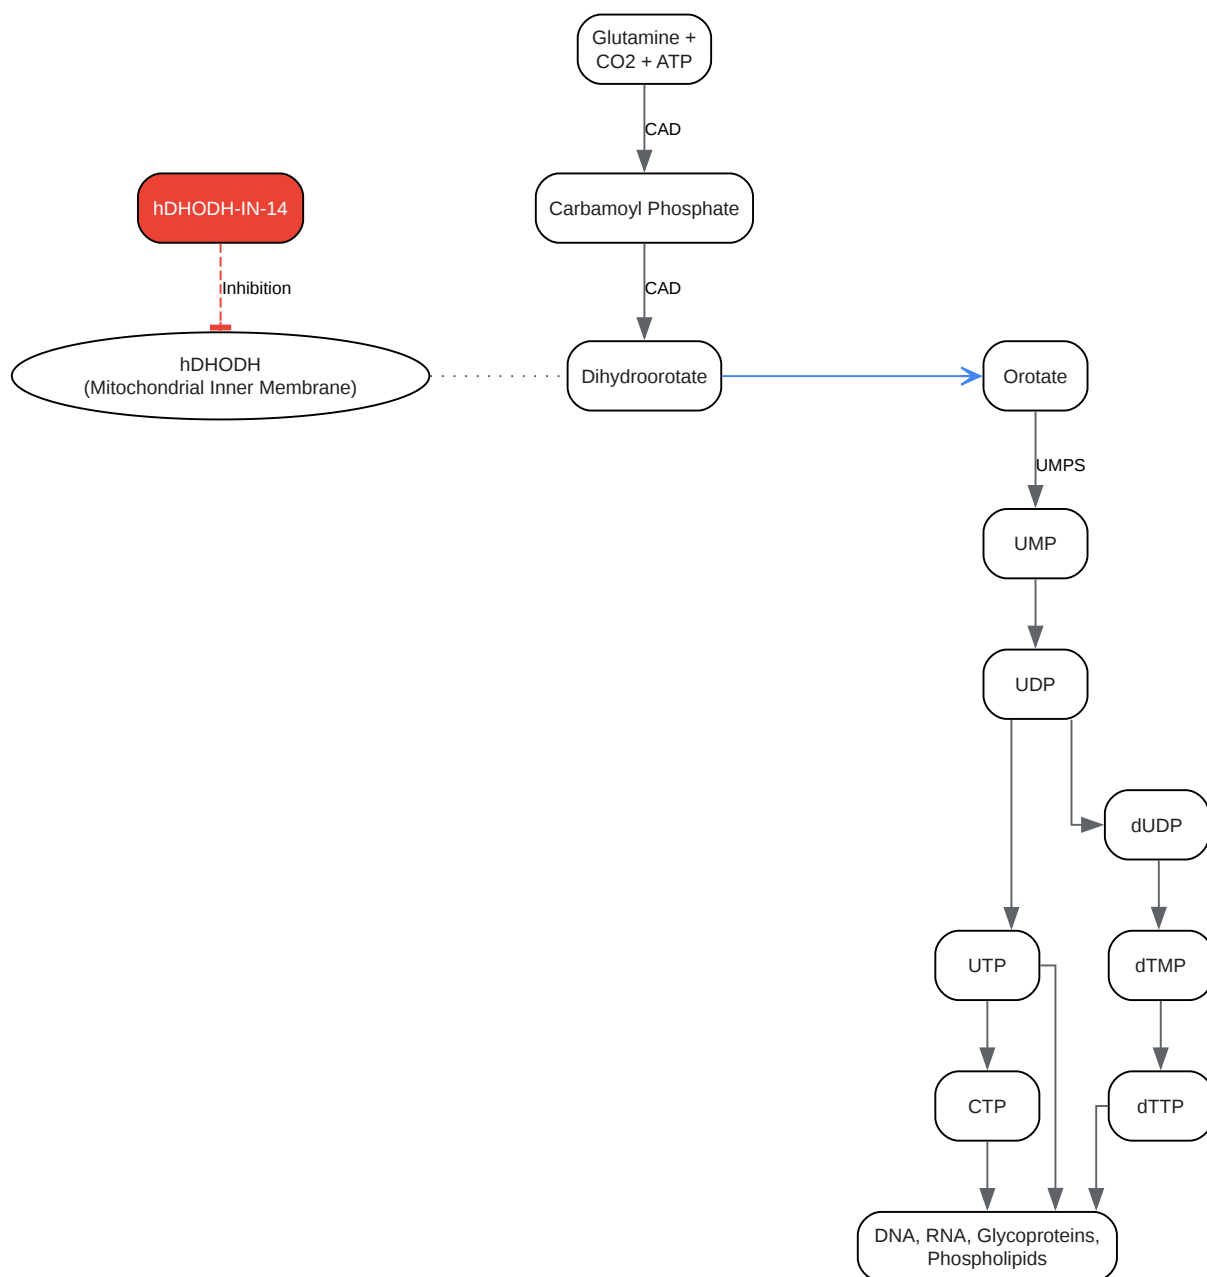 Glutamine +
CO2 + ATP
CAD
hDHODH-IN-14
Carbamoyl Phosphate
Inhibition
CAD
hDHODH
(Mitochondrial Inner Membrane)
Dihydroorotate
Orotate
UMPS
UMP
UDP
dUDP
UTP
dTMP
CTP
dTTP
DNA, RNA, Glycoproteins,
Phospholipids